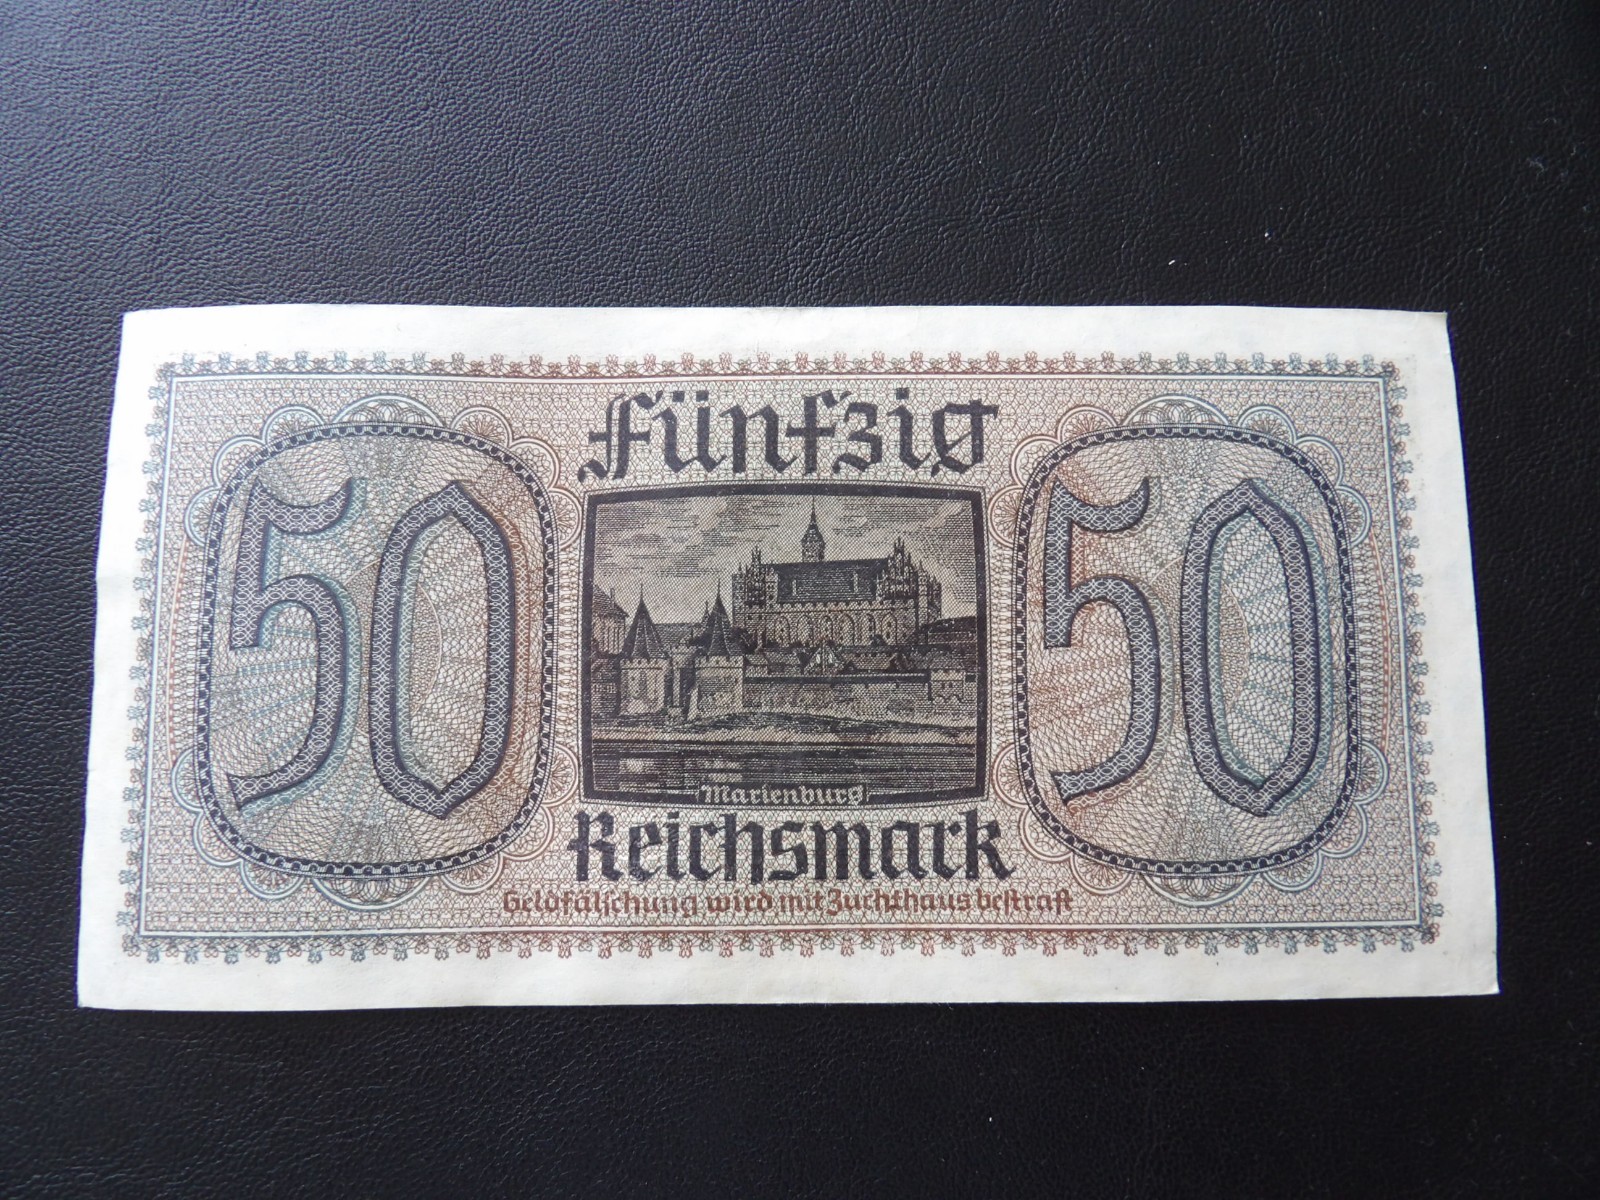 Fünfzig
50
50
Marienburg
Reichsmark
Geldfälschung wird mit Zuchthaus bestraft